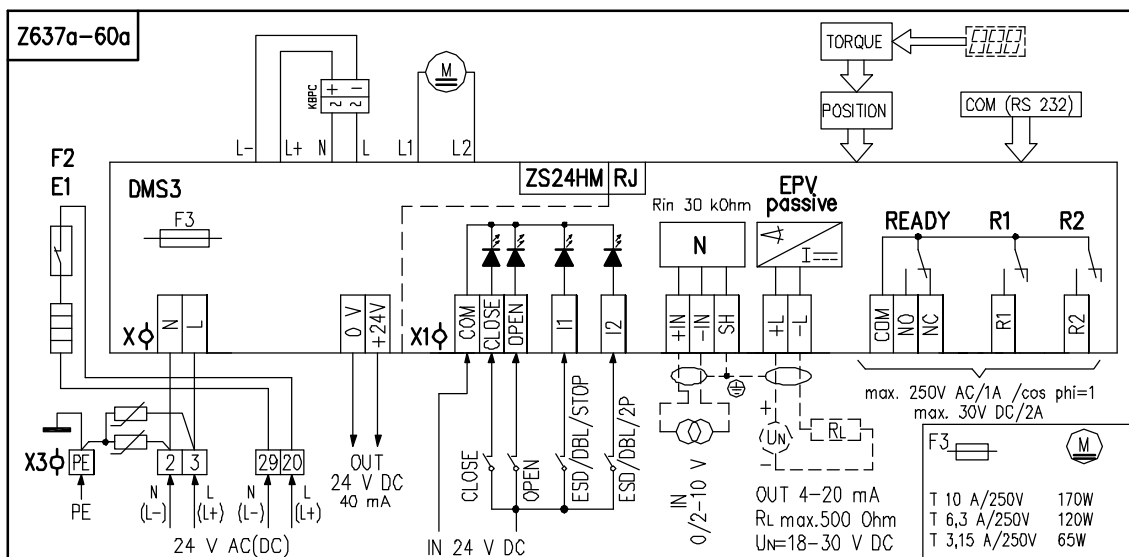 Z637a-60a
TORQUE
POSITION
COM (RS 232)
KBPC
+ −
~ ~
M
L- L+ N L L1 L2
F2
E1
DMS3
F3
ZS24HM RJ
Rin 30 kOhm
N
EPV
passive
I
READY R1 R2
X
N
L
0 V
+24V
X1
COM
CLOSE
OPEN
I1
I2
+IN
-IN
SH
+L
-L
COM
NO
NC
R1
R2
max. 250V AC/1A /cos phi=1
max. 30V DC/2A
X3
PE
2 3
29 20
PE
N
(L-)
L
(L+)
N
(L-)
L
(L+)
24 V AC(DC)
OUT
24 V DC
40 mA
CLOSE
OPEN
ESD/DBL/STOP
ESD/DBL/2P
IN 24 V DC
IN
0/2-10 V
+
UN
−
RL
OUT 4-20 mA
RL max.500 Ohm
UN=18-30 V DC
F3
M
T 10 A/250V 170W
T 6,3 A/250V 120W
T 3,15 A/250V 65W